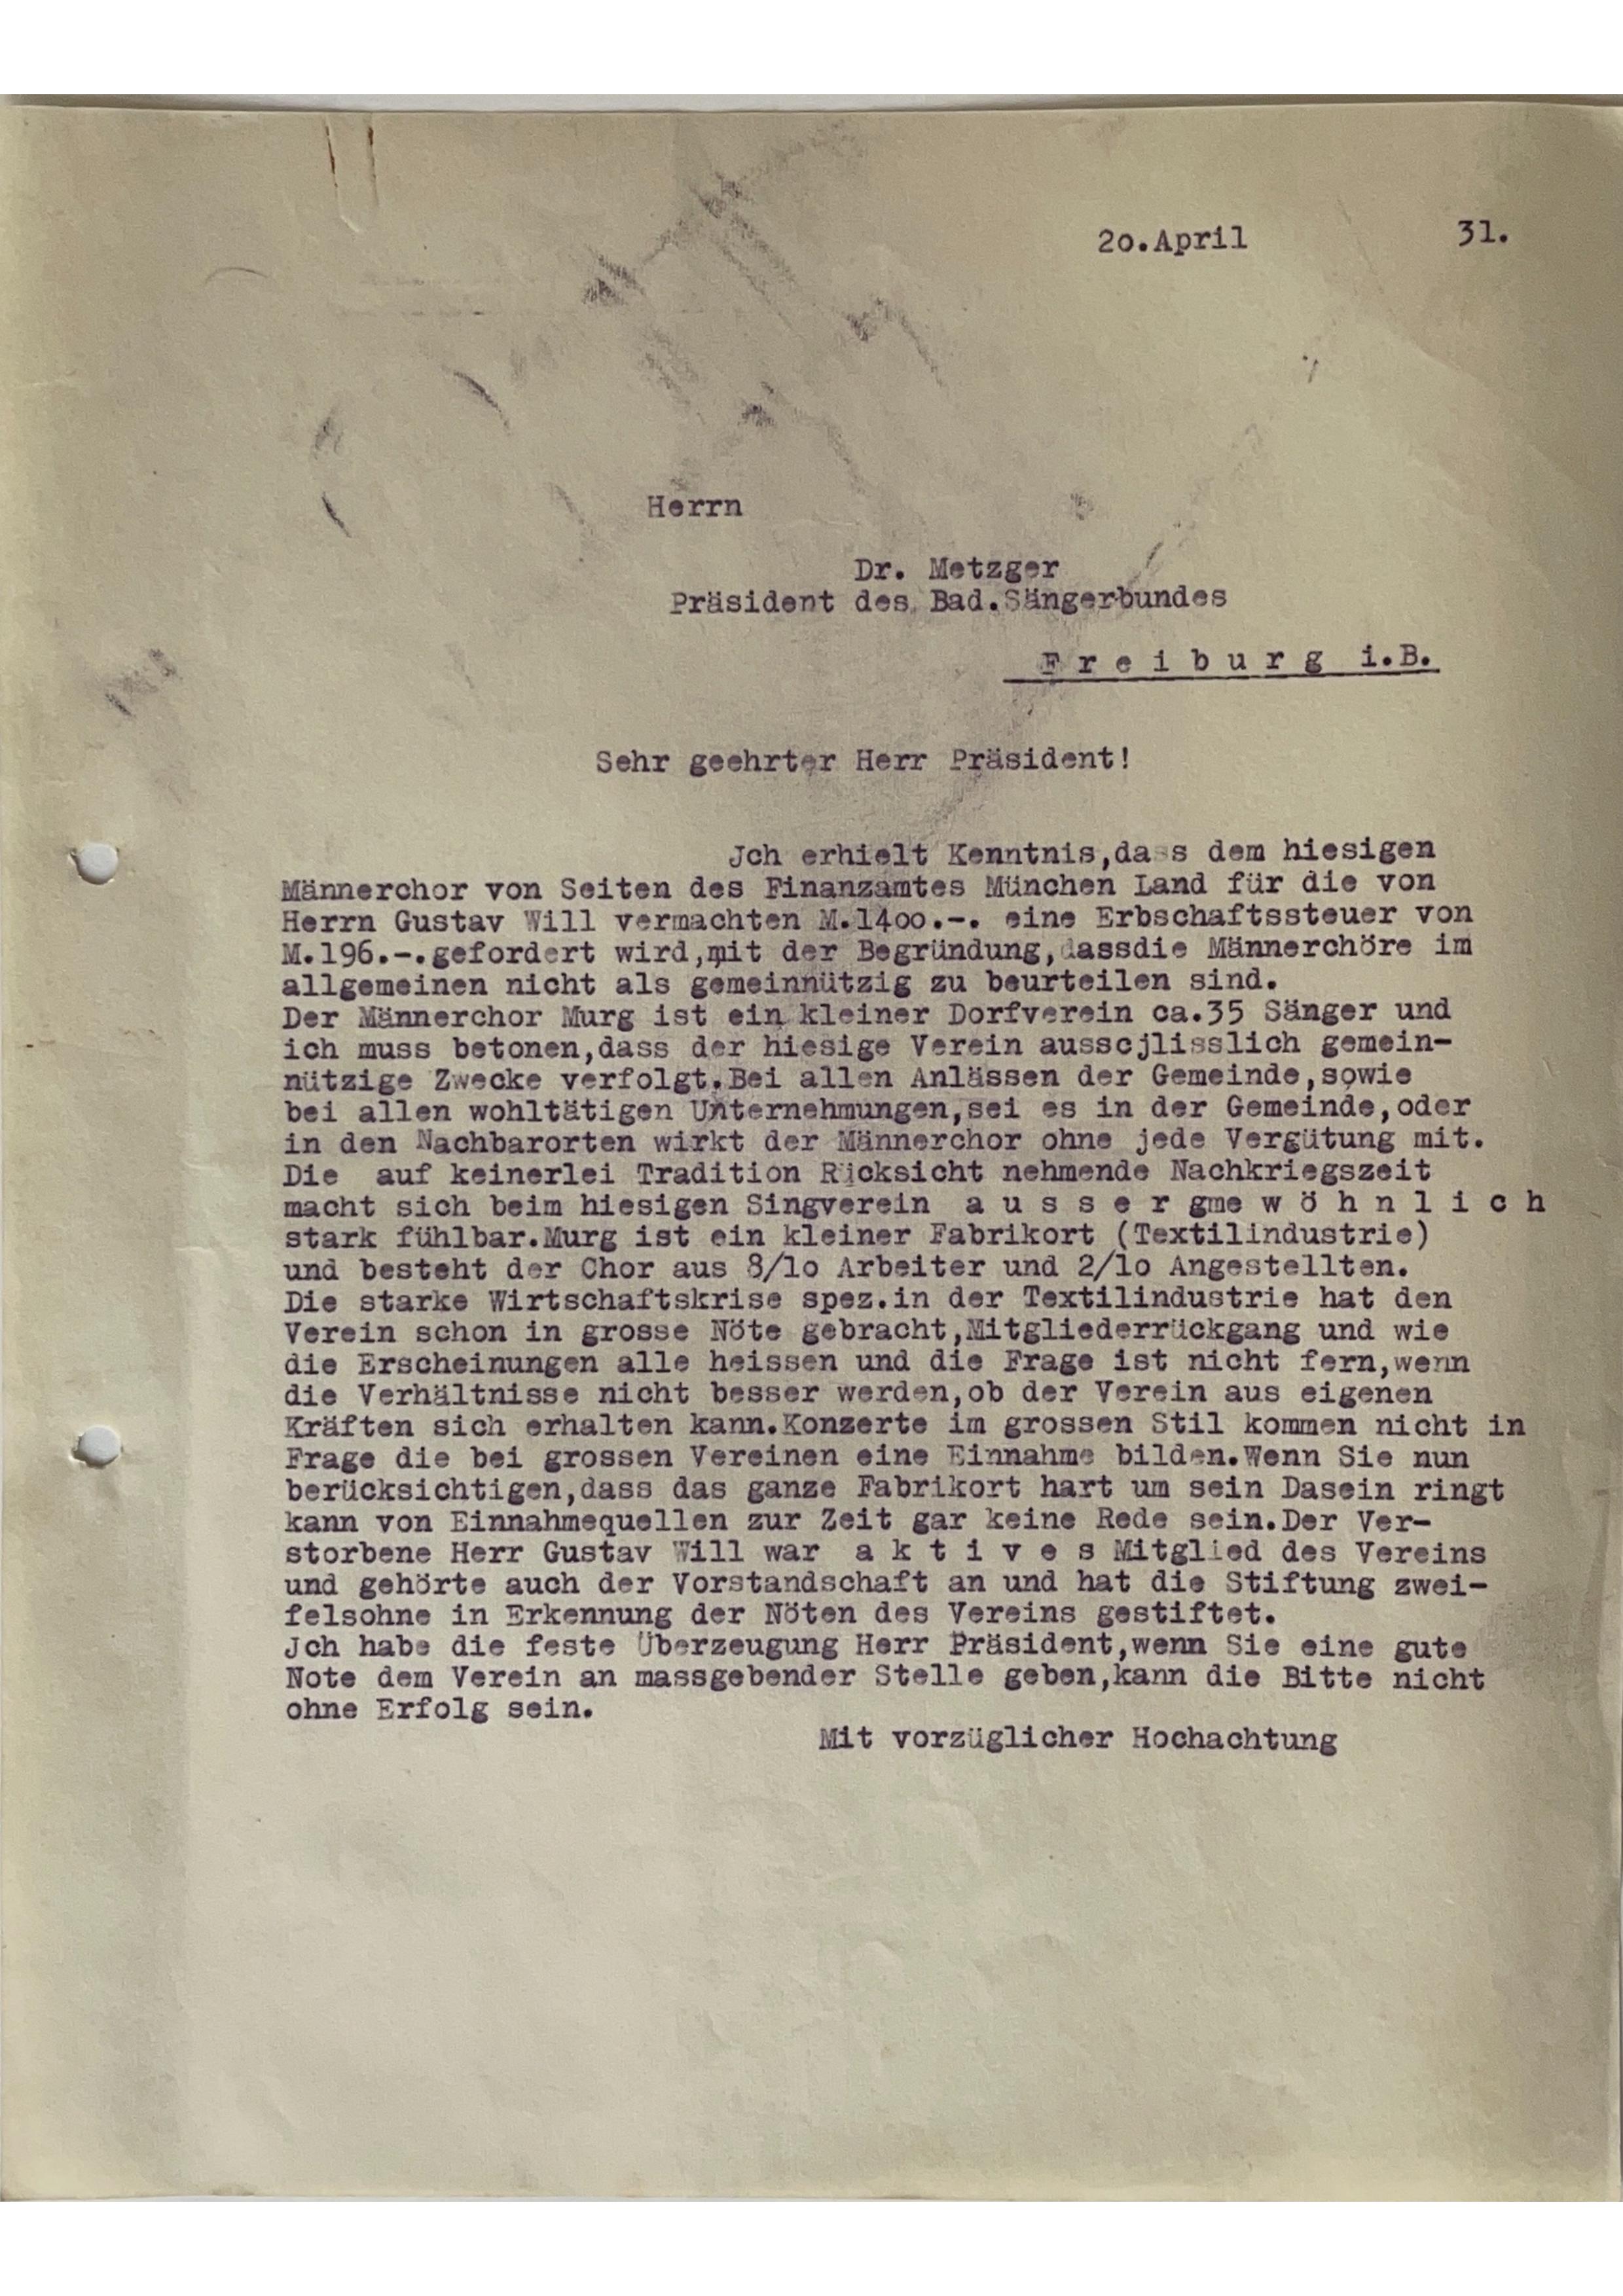 20.April 31.
Herrn
Dr. Metzger
Präsident des Bad.Sängerbundes
F r e i b u r g i.B.
Sehr geehrter Herr Präsident!
Jch erhielt Kenntnis,dass dem hiesigen
Männerchor von Seiten des Finanzamtes München Land für die von
Herrn Gustav Will vermachten M.1400.-. eine Erbschaftssteuer von
M.196.-.gefordert wird,mit der Begründung,dassdie Männerchöre im
allgemeinen nicht als gemeinnützig zu beurteilen sind.
Der Männerchor Murg ist ein kleiner Dorfverein ca.35 Sänger und
ich muss betonen,dass der hiesige Vereinausscjlisslich gemein-
nützige Zwecke verfolgt.Bei allen Anlässen der Gemeinde,sowie
bei allen wohltätigen Unternehmungen,sei es in der Gemeinde,oder
in den Nachbarorten wirkt der Männerchor ohne jede Vergütung mit.
Die auf keinerlei Tradition Rücksicht nehmende Nachkriegszeit
macht sich beim hiesigen Singverein a u s s e r gme w ö h n l i c h
stark fühlbar.Murg ist ein kleiner Fabrikort (Textilindustrie)
und besteht der Chor aus 8/10 Arbeiter und 2/10 Angestellten.
Die starke Wirtschaftskrise spez.in der Textilindustrie hat den
Verein schon in grosse Nöte gebracht,Mitgliederrückgang und wie
die Erscheinungen alle heissen und die Frage ist nicht fern,wenn
die Verhältnisse nicht besser werden,ob der Verein aus eigenen
Kräften sich erhalten kann.Konzerte im grossen Stil kommen nicht in
Frage die bei grossen Vereinen eine Einnahme bilden.Wenn Sie nun
berücksichtigen,dass das ganze Fabrikort hart um sein Dasein ringt
kann von Einnahmequellen zur Zeit gar keine Rede sein.Der Ver-
storbene Herr Gustav Will war a k t i v e s Mitglied des Vereins
und gehörte auch der Vorstandschaft an und hat die Stiftung zwei-
felsohne in Erkennung der Nöten des Vereins gestiftet.
Jch habe die feste Überzeugung Herr Präsident,wenn Sie eine gute
Note dem Verein an massgebender Stelle geben,kann die Bitte nicht
ohne Erfolg sein.
Mit vorzüglicher Hochachtung